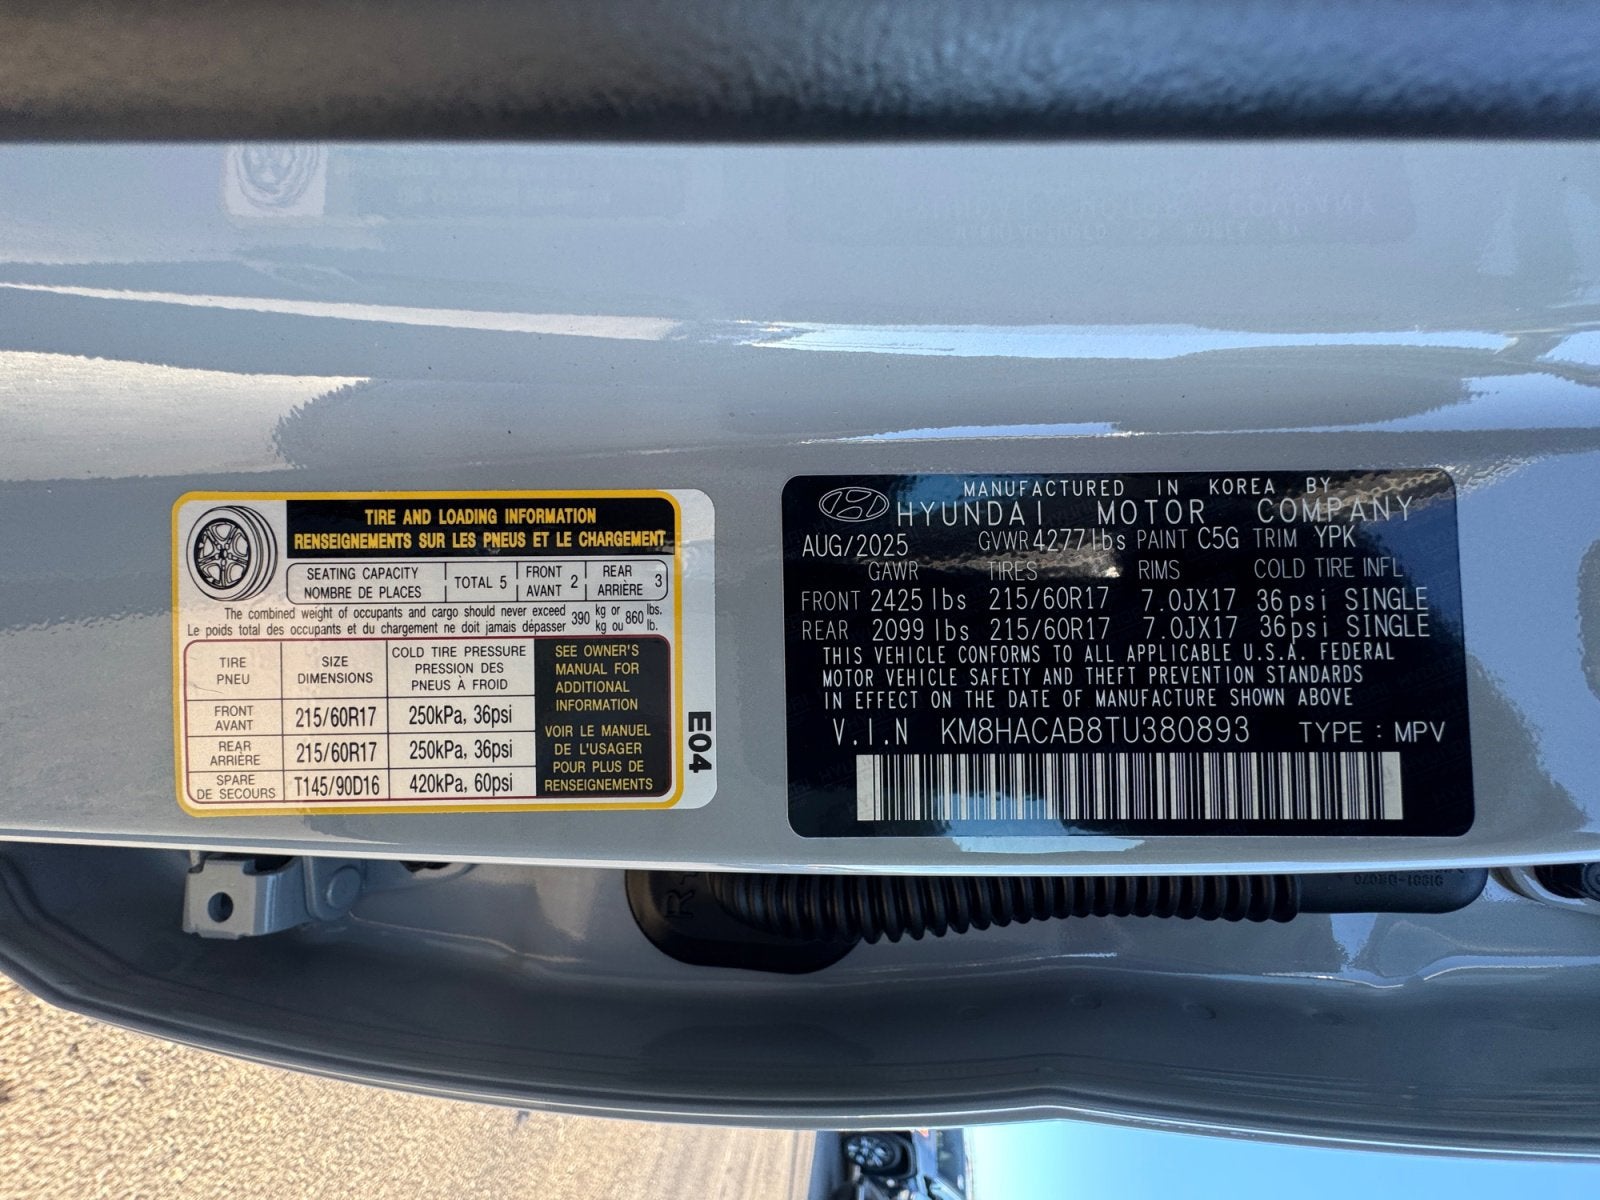 TIRE AND LOADING INFORMATION
RENSEIGNEMENTS SUR LES PNEUS ET LE CHARGEMENT
SEATING CAPACITY
NOMBRE DE PLACES
TOTAL 5
FRONT
AVANT 2
REAR
ARRIÈRE 3
The combined weight of occupants and cargo should never exceed 390 kg or 860 lbs.
Le poids total des occupants et du chargement ne doit jamais dépasser kg ou lb.
TIRE
PNEU
SIZE
DIMENSIONS
COLD TIRE PRESSURE
PRESSION DES
PNEUS À FROID
FRONT
AVANT
215/60R17
250kPa, 36psi
REAR
ARRIÈRE
215/60R17
250kPa, 36psi
SPARE
DE SECOURS
T145/90D16
420kPa, 60psi
SEE OWNER'S
MANUAL FOR
ADDITIONAL
INFORMATION
VOIR LE MANUEL
DE L'USAGER
POUR PLUS DE
RENSEIGNEMENTS
E04
MANUFACTURED IN KOREA BY
HYUNDAI MOTOR COMPANY
AUG/2025 GVWR 4277 lbs PAINT C5G TRIM YPK
GAWR TIRES RIMS COLD TIRE INFL
FRONT 2425 lbs 215/60R17 7.0JX17 36psi SINGLE
REAR 2099 lbs 215/60R17 7.0JX17 36psi SINGLE
THIS VEHICLE CONFORMS TO ALL APPLICABLE U.S.A. FEDERAL
MOTOR VEHICLE SAFETY AND THEFT PREVENTION STANDARDS
IN EFFECT ON THE DATE OF MANUFACTURE SHOWN ABOVE
V.I.N KM8HACAB8TU380893 TYPE : MPV